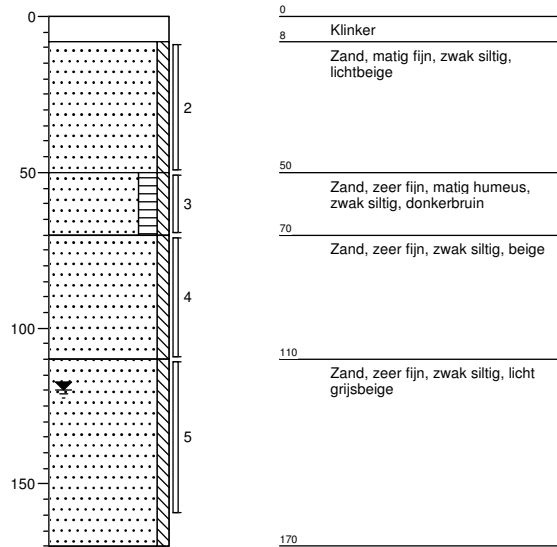 0
50
100
150
2
3
4
5
0
Klinker
8
Zand, matig fijn, zwak siltig,
lichtbeige
50
Zand, zeer fijn, matig humeus,
zwak siltig, donkerbruin
70
Zand, zeer fijn, zwak siltig, beige
110
Zand, zeer fijn, zwak siltig, licht
grijsbeige
170